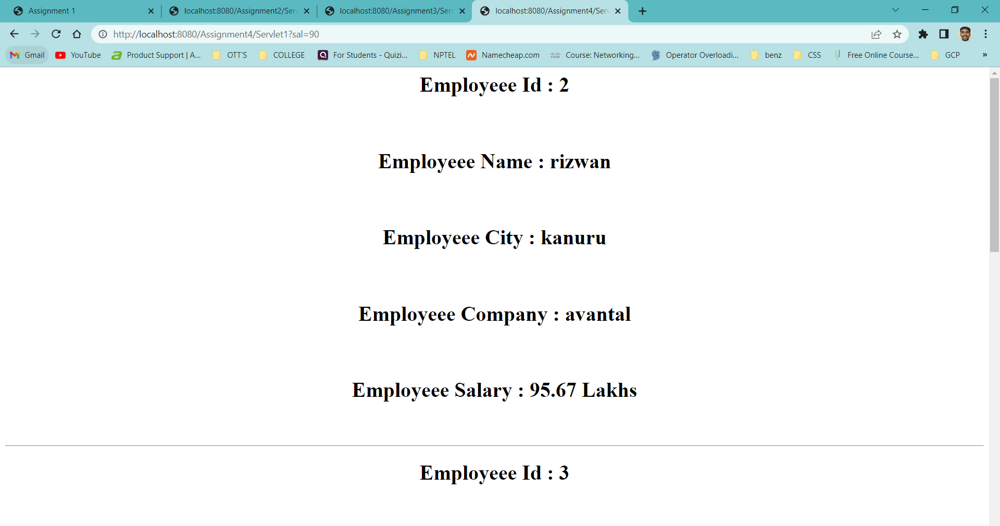 Assignment 1
localhost:8080/Assignment2/Serv
localhost:8080/Assignment3/Serv
localhost:8080/Assignment4/Serv
http://localhost:8080/Assignment4/Servlet1?sal=90
Gmail YouTube Product Support | A... OTT'S COLLEGE For Students - Quizi... NPTEL Namecheap.com Course: Networking... Operator Overloadi... benz CSS Free Online Course... GCP »
Employeee Id : 2
Employeee Name : rizwan
Employeee City : kanuru
Employeee Company : avantal
Employeee Salary : 95.67 Lakhs
Employeee Id : 3